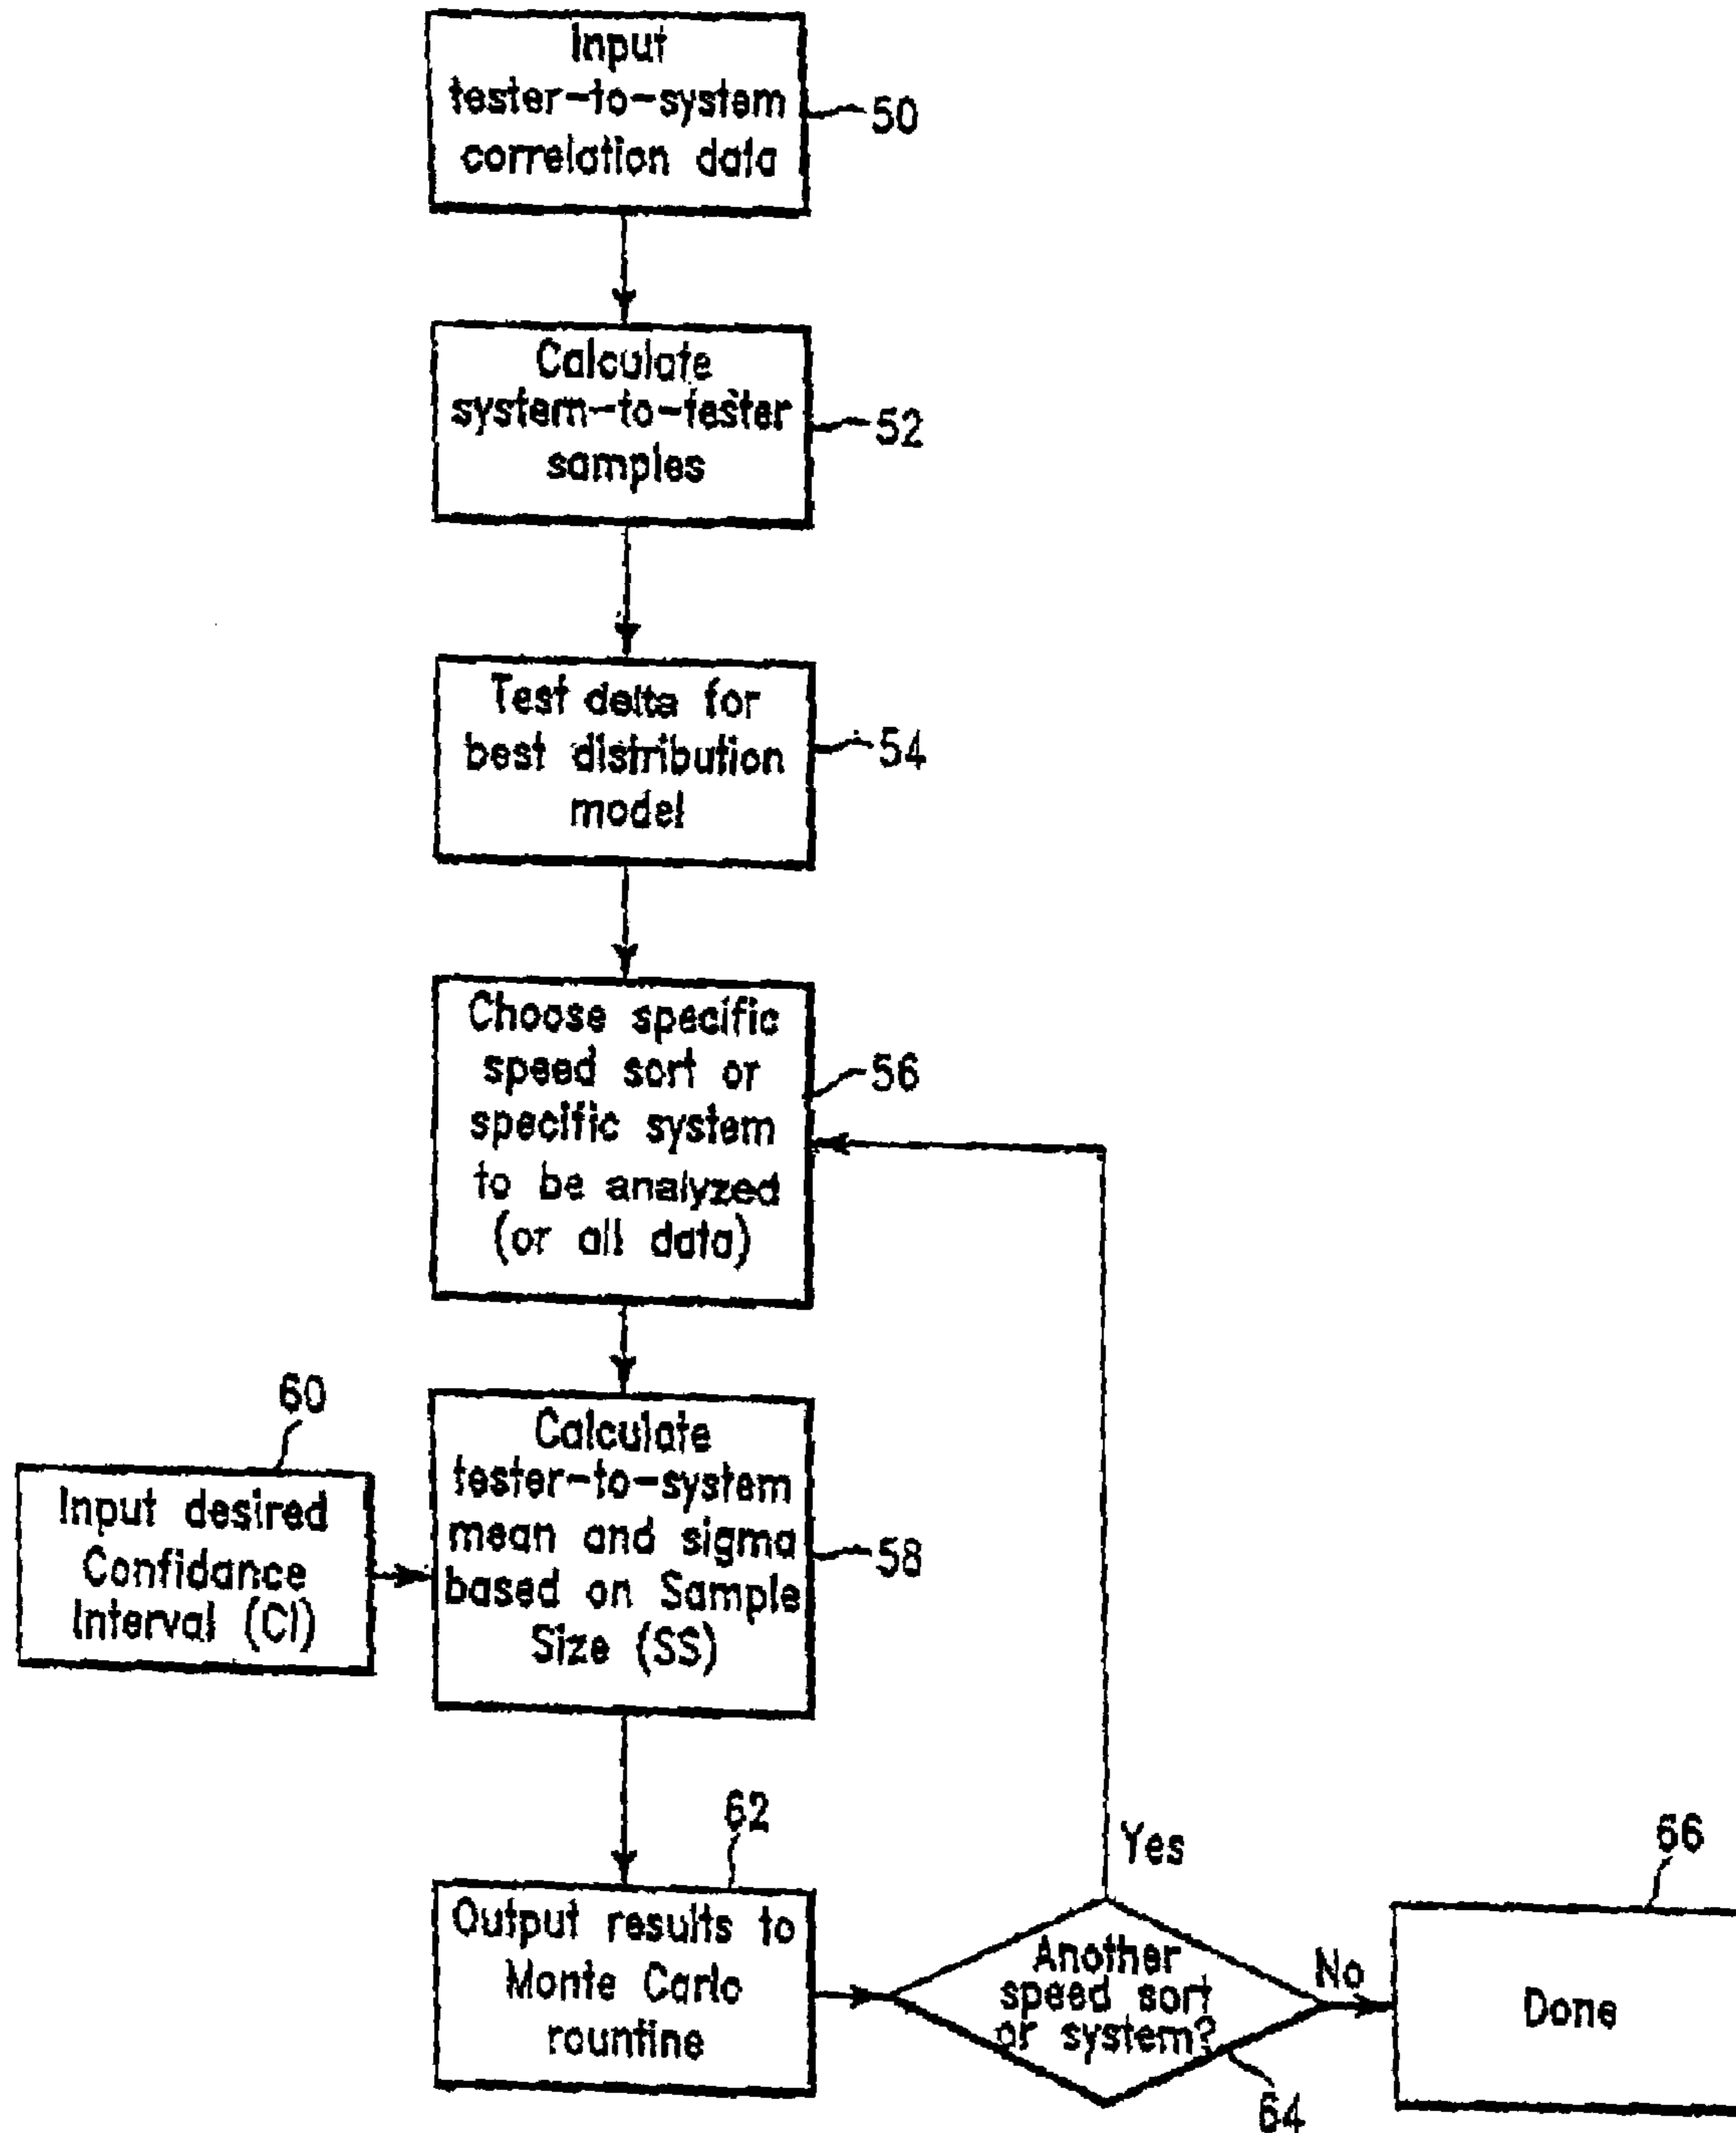 Input
tester-to-system
correlation data
50
Calculate
system-to-tester
samples
52
Test delta for
best distribution
model
54
Choose specific
speed sort or
specific system
to be analyzed
(or all data)
56
60
Input desired
Confidance
Interval (CI)
Calculate
tester-to-system
mean and sigma
based on Sample
Size (SS)
58
62
Output results to
Monte Carlo
rountine
Yes
Another
speed sort
or system?
64
No
66
Done